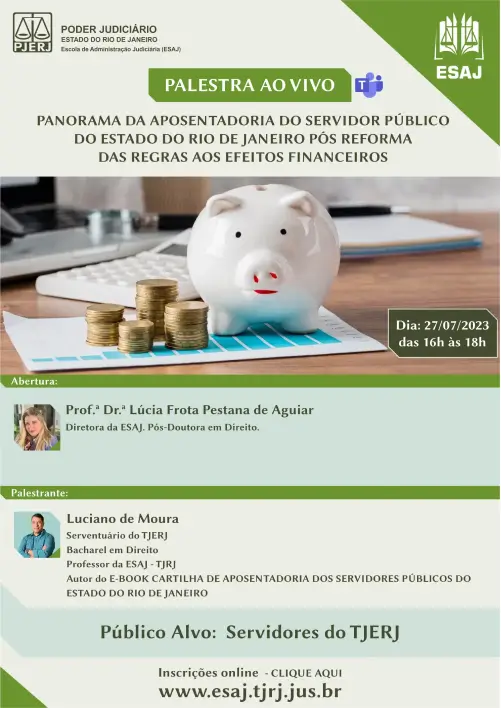 PJERJ
PODER JUDICIÁRIO
ESTADO DO RIO DE JANEIRO
Escola de Administração Judiciária (ESAJ)
ESAJ
PALESTRA AO VIVO
T
PANORAMA DA APOSENTADORIA DO SERVIDOR PÚBLICO
DO ESTADO DO RIO DE JANEIRO PÓS REFORMA
DAS REGRAS AOS EFEITOS FINANCEIROS
Dia: 27/07/2023
das 16h às 18h
Abertura:
Prof.ª Dr.ª Lúcia Frota Pestana de Aguiar
Diretora da ESAJ. Pós-Doutora em Direito.
Palestrante:
Luciano de Moura
Serventuário do TJERJ
Bacharel em Direito
Professor da ESAJ - TJRJ
Autor do E-BOOK CARTILHA DE APOSENTADORIA DOS SERVIDORES PÚBLICOS DO
ESTADO DO RIO DE JANEIRO
Público Alvo: Servidores do TJERJ
Inscrições online - CLIQUE AQUI
www.esaj.tjrj.jus.br